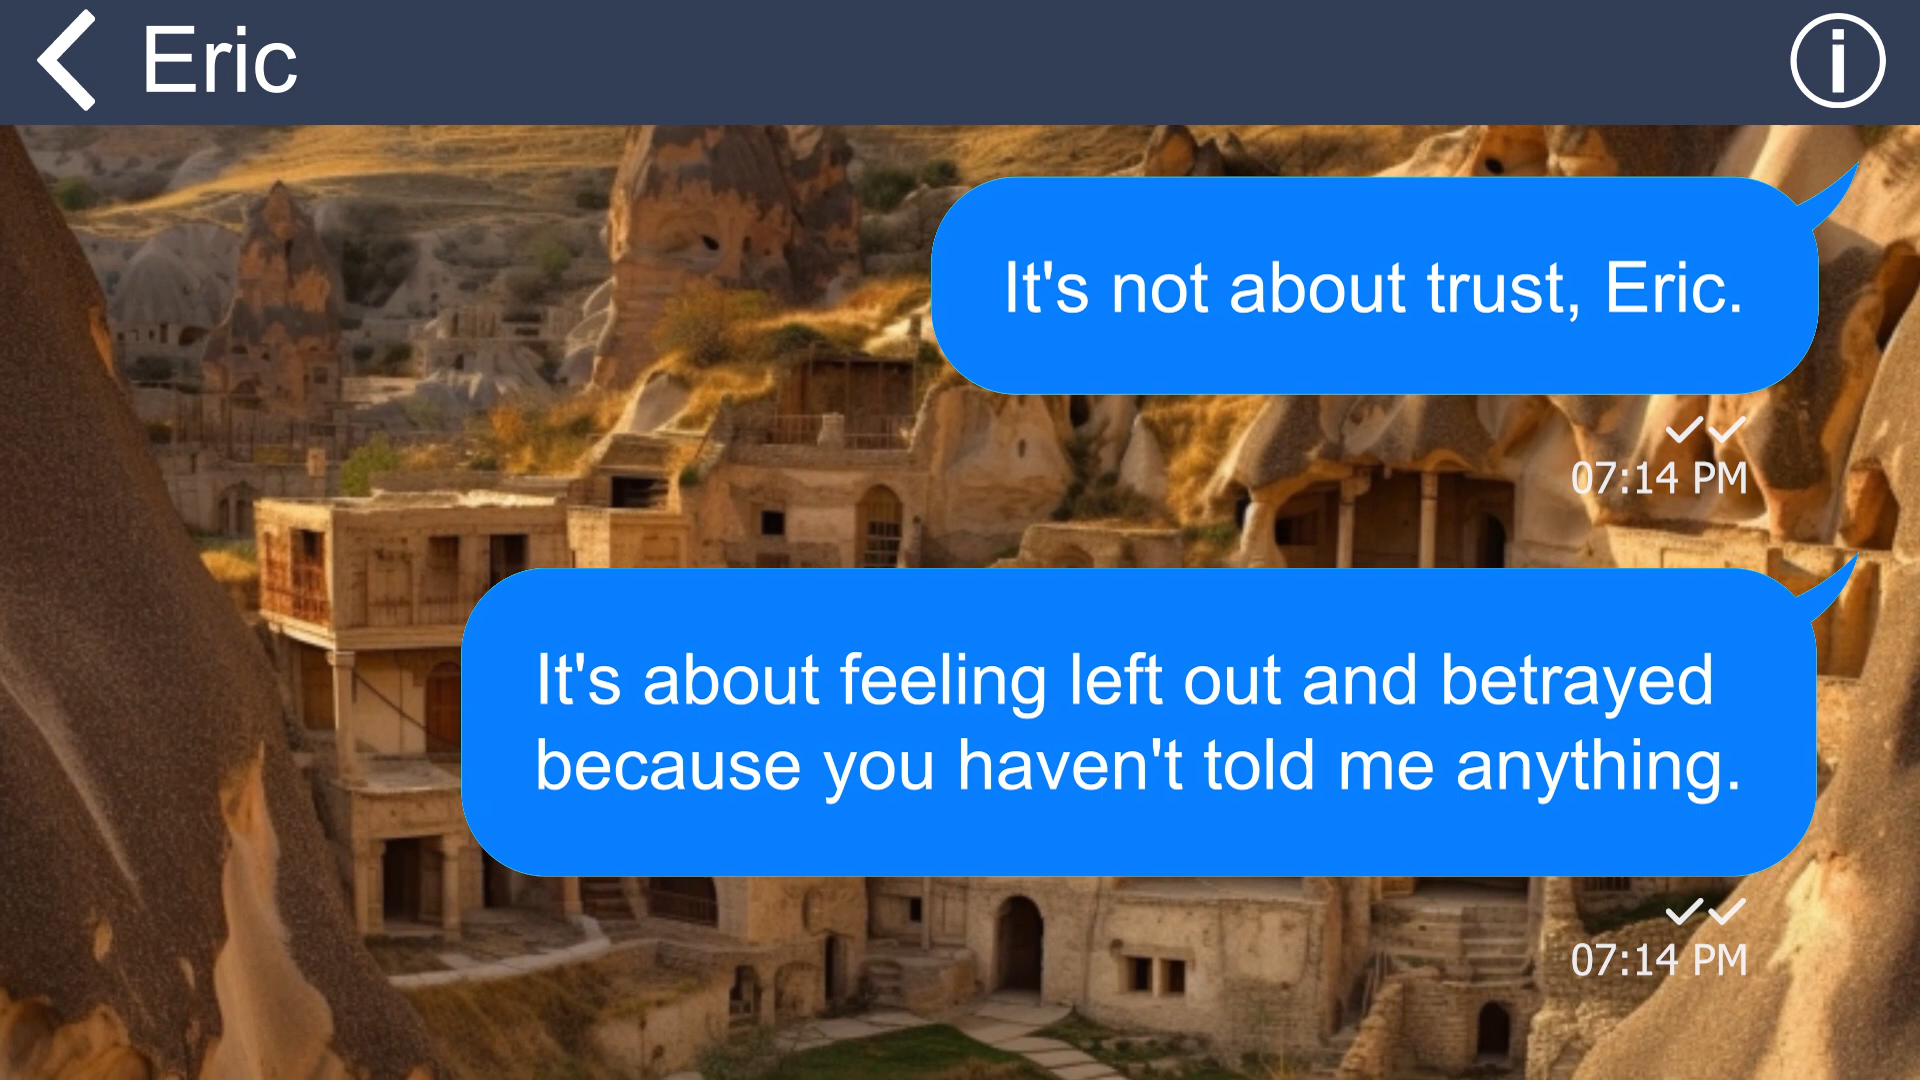 Eric
It's not about trust, Eric.
07:14 PM
It's about feeling left out and betrayed
because you haven't told me anything.
07:14 PM